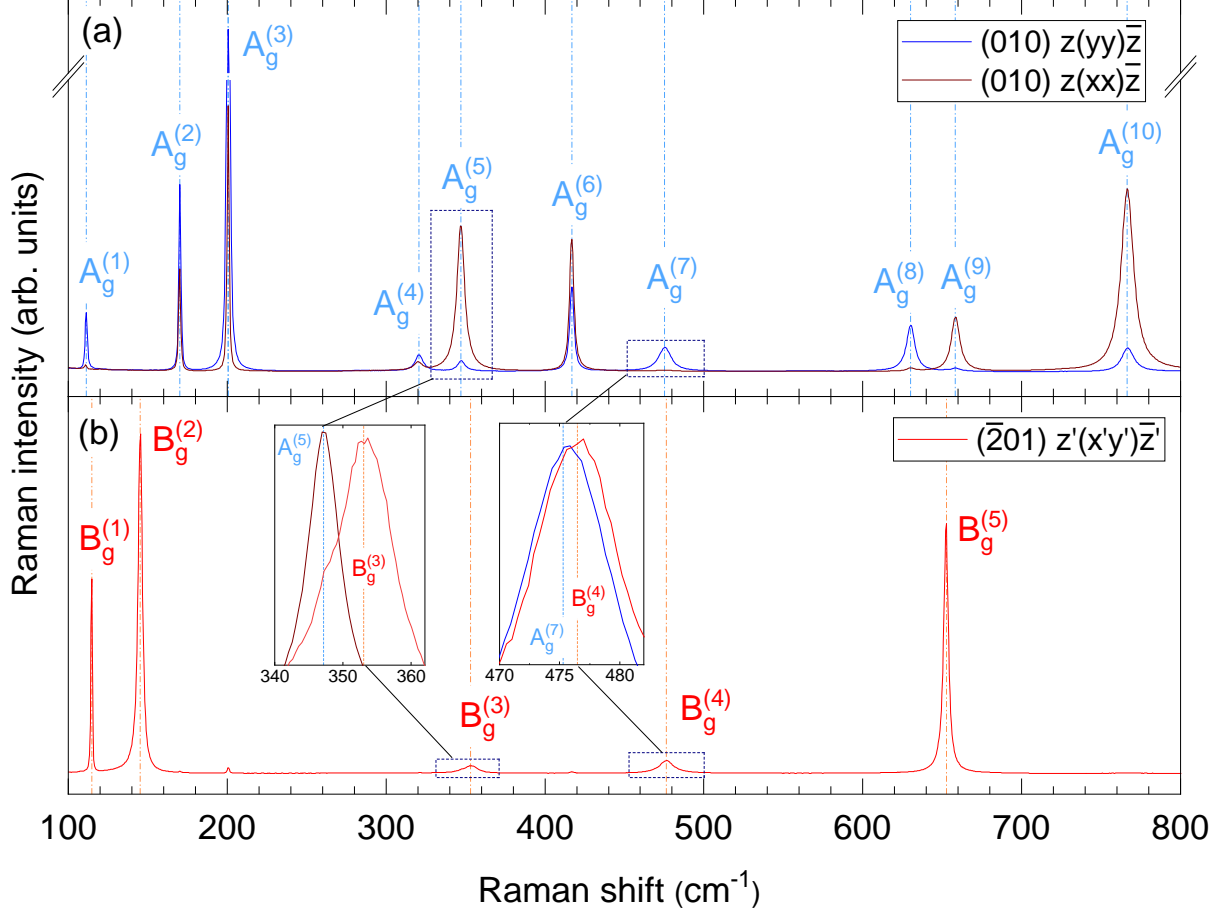 (a)
(010) z(yy)z̅
(010) z(xx)z̅
A_g^(1)
A_g^(2)
A_g^(3)
A_g^(4)
A_g^(5)
A_g^(6)
A_g^(7)
A_g^(8)
A_g^(9)
A_g^(10)
Raman intensity (arb. units)
(b)
(2̅01) z'(x'y')z̅'
B_g^(1)
B_g^(2)
A_g^(5)
B_g^(3)
340 350 360
B_g^(4)
A_g^(7)
470 475 480
B_g^(3)
B_g^(4)
B_g^(5)
100 200 300 400 500 600 700 800
Raman shift (cm⁻¹)